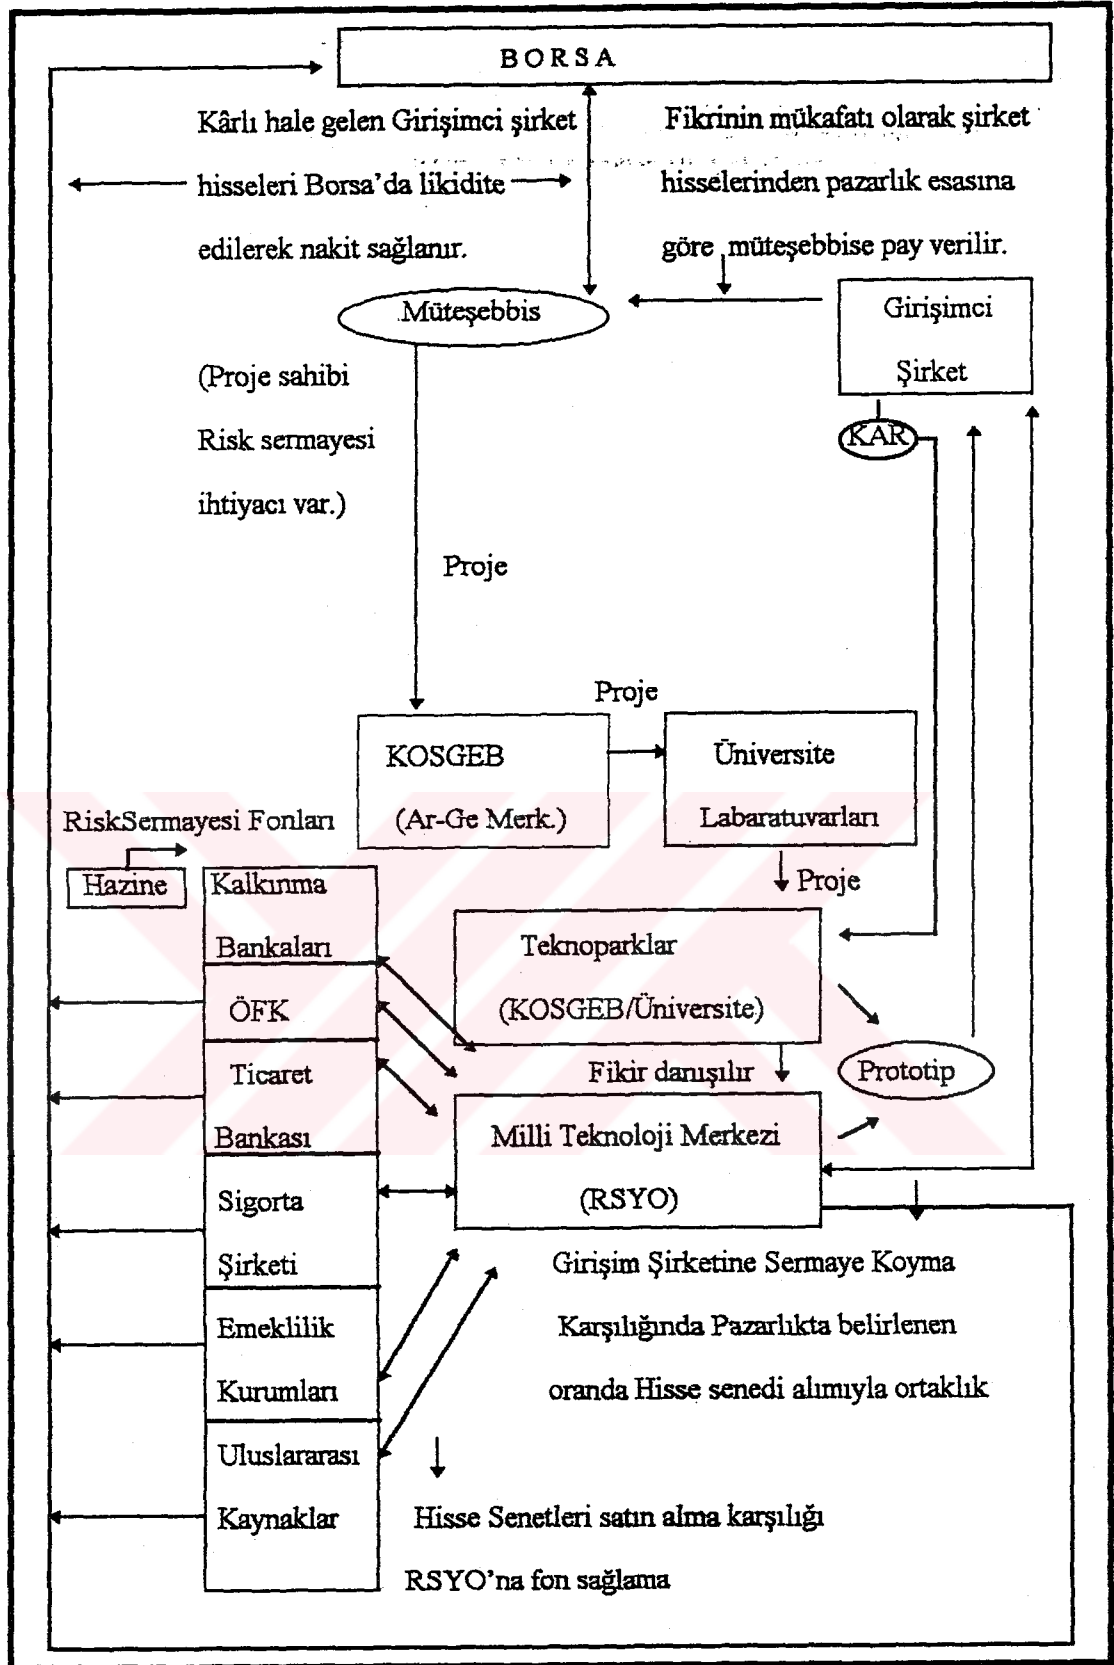 BORSA
Kârlı hale gelen Girişimci şirket
hisseleri Borsa'da likidite
edilerek nakit sağlanır.
Fikrinin mükafatı olarak şirket
hisselerinden pazarlık esasına
göre müteşebbise pay verilir.
Müteşebbis
Girişimci
Şirket
KAR
(Proje sahibi
Risk sermayesi
ihtiyacı var.)
Proje
Proje
KOSGEB
(Ar-Ge Merk.)
Üniversite
Labaratuvarları
RiskSermayesi Fonları
Hazine
Proje
Kalkınma
Bankaları
ÖFK
Ticaret
Bankası
Sigorta
Şirketi
Emeklilik
Kurumları
Uluslararası
Kaynaklar
Teknoparklar
(KOSGEB/Üniversite)
Fikir danışılır
Prototip
Milli Teknoloji Merkezi
(RSYO)
Girişim Şirketine Sermaye Koyma
Karşılığında Pazarlıkta belirlenen
oranda Hisse senedi alımıyla ortaklık
Hisse Senetleri satın alma karşılığı
RSYO'na fon sağlama